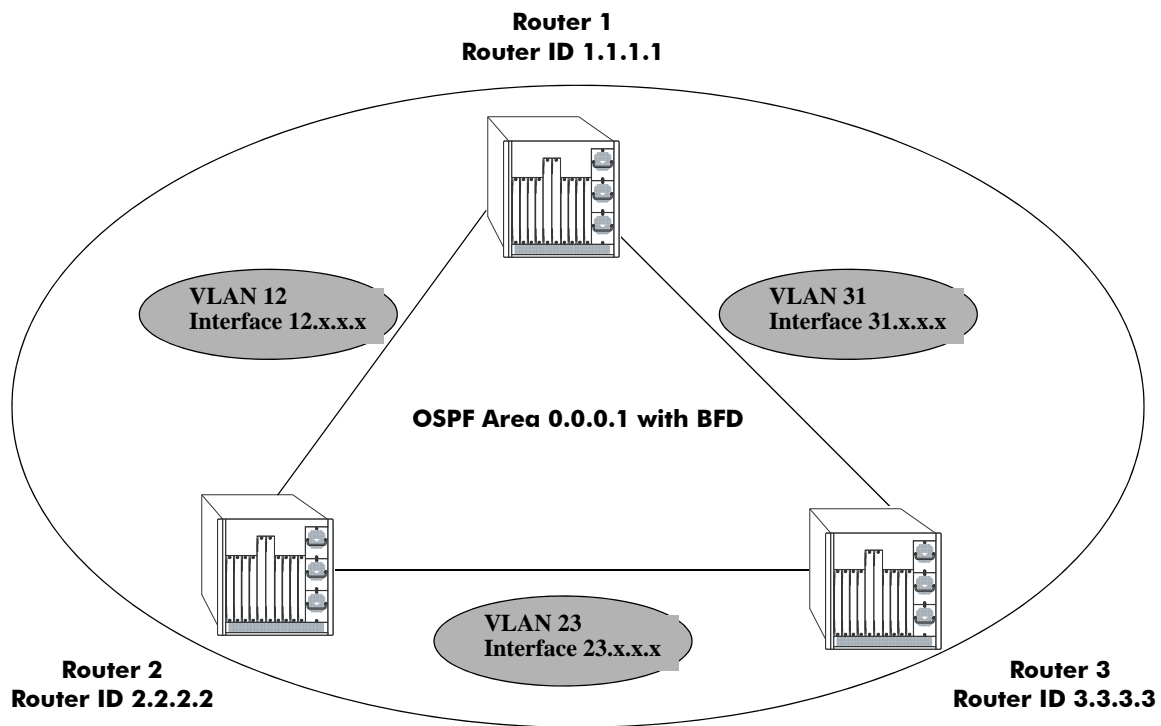 Router 1
Router ID 1.1.1.1
VLAN 12
Interface 12.x.x.x
VLAN 31
Interface 31.x.x.x
OSPF Area 0.0.0.1 with BFD
VLAN 23
Interface 23.x.x.x
Router 2
Router ID 2.2.2.2
Router 3
Router ID 3.3.3.3